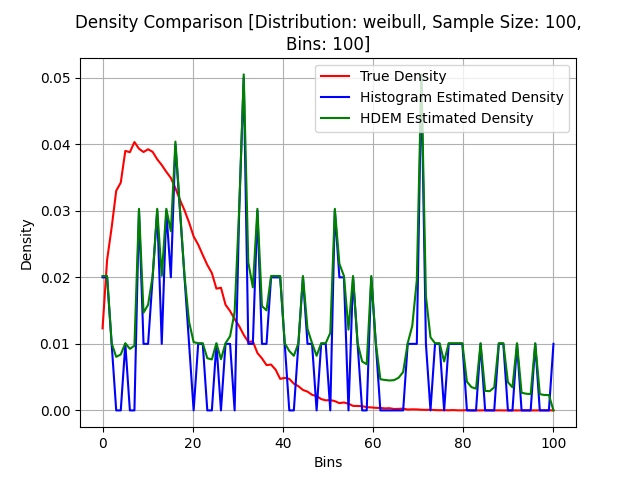 Density Comparison [Distribution: weibull, Sample Size: 100,
Bins: 100]
True Density
Histogram Estimated Density
HDEM Estimated Density
Density
0.05
0.04
0.03
0.02
0.01
0.00
0
20
40
60
80
100
Bins